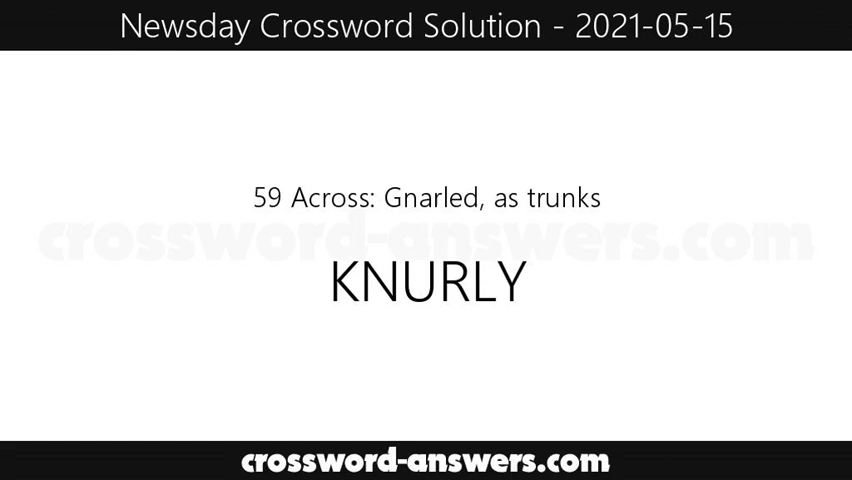 Newsday Crossword Solution - 2021-05-15
59 Across: Gnarled, as trunks
crossword-answers.com
KNURLY
crossword-answers.com